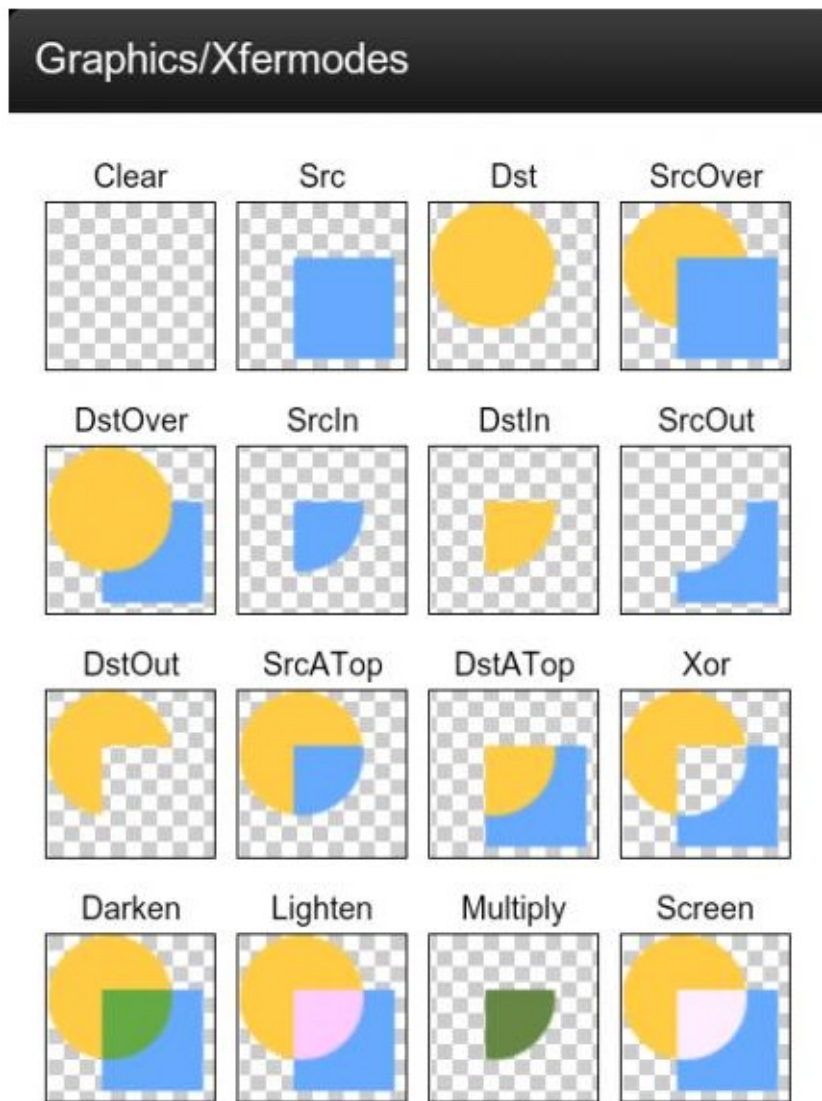 Graphics/Xfermodes
Clear Src Dst SrcOver
DstOver SrcIn DstIn SrcOut
DstOut SrcATop DstATop Xor
Darken Lighten Multiply Screen